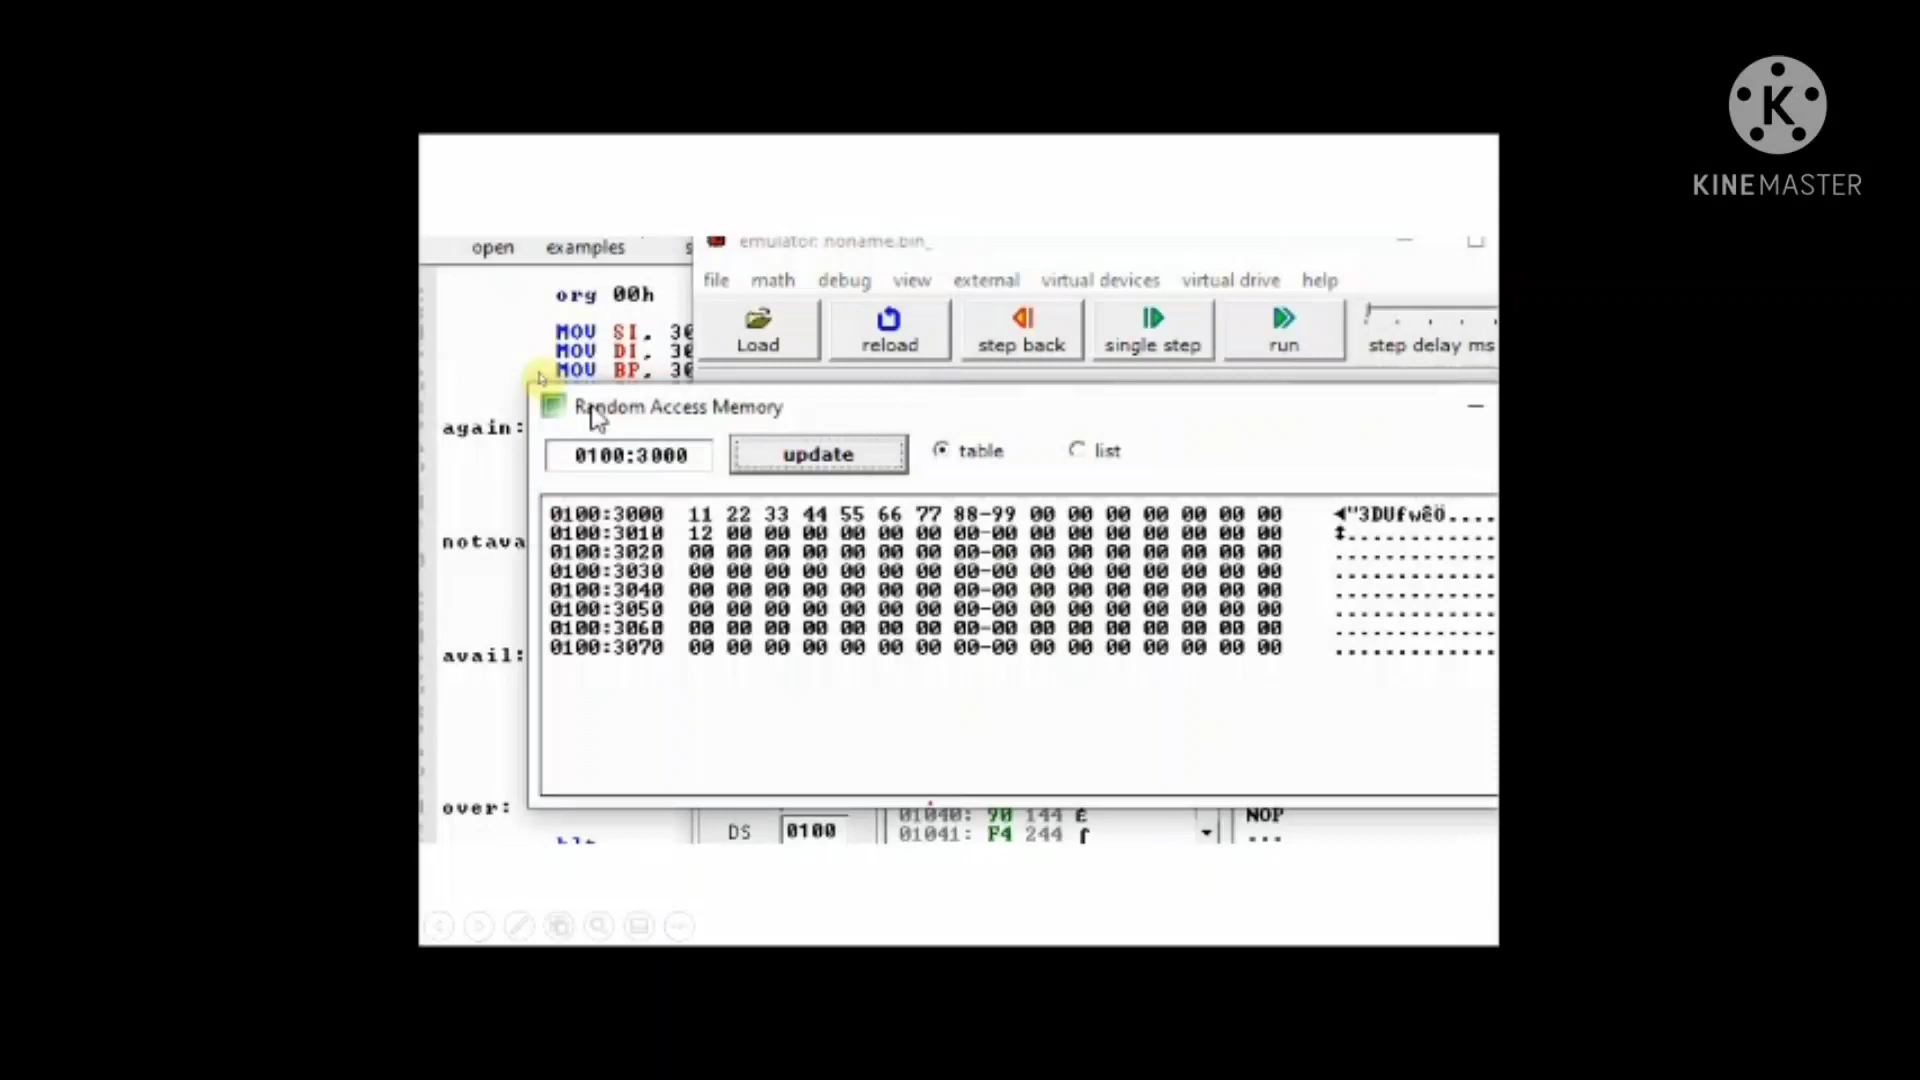 KINEMASTER
open examples
emulator: noname.bin_
file math debug view external virtual devices virtual drive help
org 00h
MOV SI, 30
MOV DI, 30
MOV BP, 30
Load reload step back single step run step delay ms
Random Access Memory
again:
0100:3000 update table list
0100:3000 11 22 33 44 55 66 77 88-99 00 00 00 00 00 00 00 ◄"3DUfwêÖ....
notava
0100:3010 12 00 00 00 00 00 00 00-00 00 00 00 00 00 00 00 ↕............
0100:3020 00 00 00 00 00 00 00 00-00 00 00 00 00 00 00 00 .............
0100:3030 00 00 00 00 00 00 00 00-00 00 00 00 00 00 00 00 .............
0100:3040 00 00 00 00 00 00 00 00-00 00 00 00 00 00 00 00 .............
0100:3050 00 00 00 00 00 00 00 00-00 00 00 00 00 00 00 00 .............
0100:3060 00 00 00 00 00 00 00 00-00 00 00 00 00 00 00 00 .............
0100:3070 00 00 00 00 00 00 00 00-00 00 00 00 00 00 00 00 .............
avail:
over:
01040: 90 144 É NOP
DS 0100 01041: F4 244 ⌠ ...